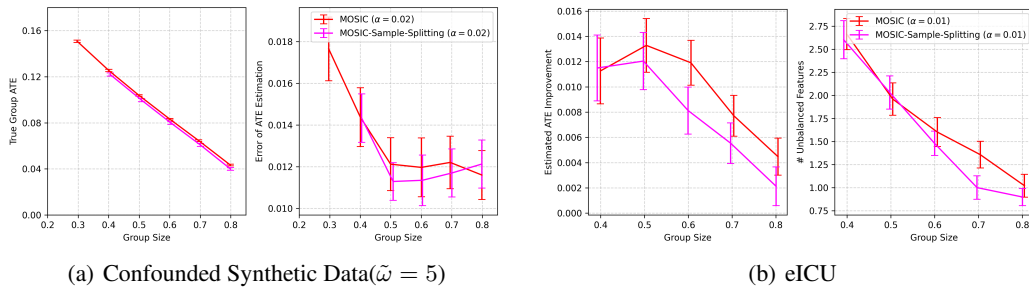 MOSIC (α = 0.02)
MOSIC-Sample-Splitting (α = 0.02)
MOSIC (α = 0.01)
MOSIC-Sample-Splitting (α = 0.01)
True Group ATE
0.16
0.12
0.08
0.04
0.00
0.2 0.3 0.4 0.5 0.6 0.7 0.8
Group Size
Error of ATE Estimation
0.018
0.016
0.014
0.012
0.010
0.2 0.3 0.4 0.5 0.6 0.7 0.8
Group Size
Estimated ATE Improvement
0.016
0.014
0.012
0.010
0.008
0.006
0.004
0.002
0.000
0.4 0.5 0.6 0.7 0.8
Group Size
# Unbalanced Features
2.75
2.50
2.25
2.00
1.75
1.50
1.25
1.00
0.75
0.4 0.5 0.6 0.7 0.8
Group Size
(a) Confounded Synthetic Data(ω̃ = 5)
(b) eICU